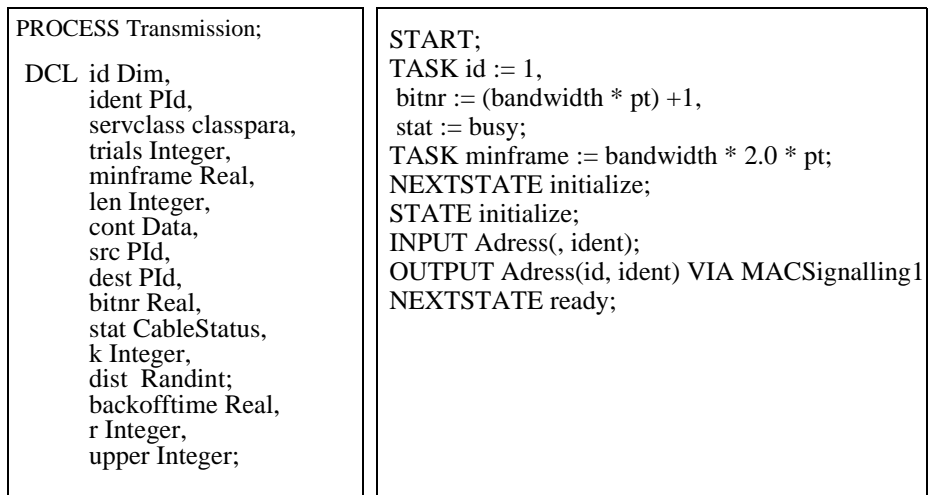 PROCESS Transmission;
DCL id Dim,
ident PId,
servclass classpara,
trials Integer,
minframe Real,
len Integer,
cont Data,
src PId,
dest PId,
bitnr Real,
stat CableStatus,
k Integer,
dist Randint;
backofftime Real,
r Integer,
upper Integer;
START;
TASK id := 1,
bitnr := (bandwidth * pt) +1,
stat := busy;
TASK minframe := bandwidth * 2.0 * pt;
NEXTSTATE initialize;
STATE initialize;
INPUT Adress(, ident);
OUTPUT Adress(id, ident) VIA MACSignalling1
NEXTSTATE ready;